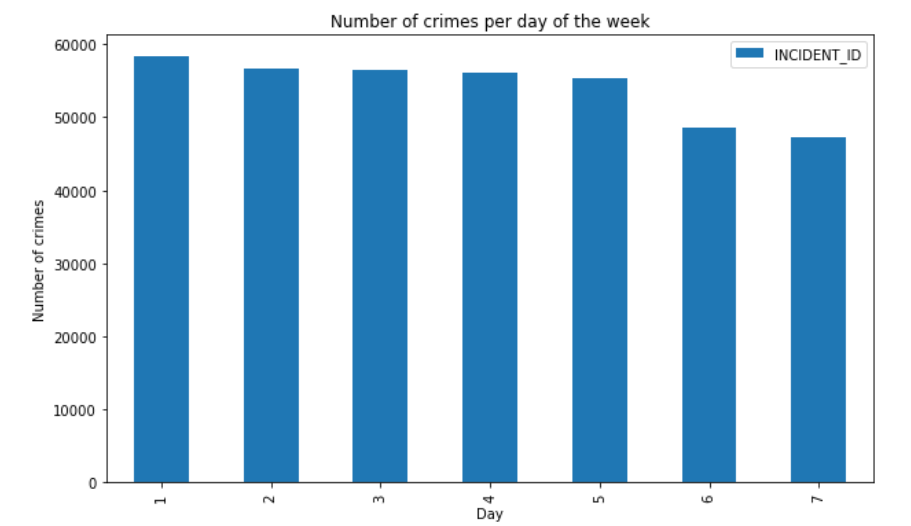 Number of crimes per day of the week
INCIDENT_ID
60000
50000
40000
30000
20000
10000
0
Number of crimes
1 2 3 4 5 6 7
Day